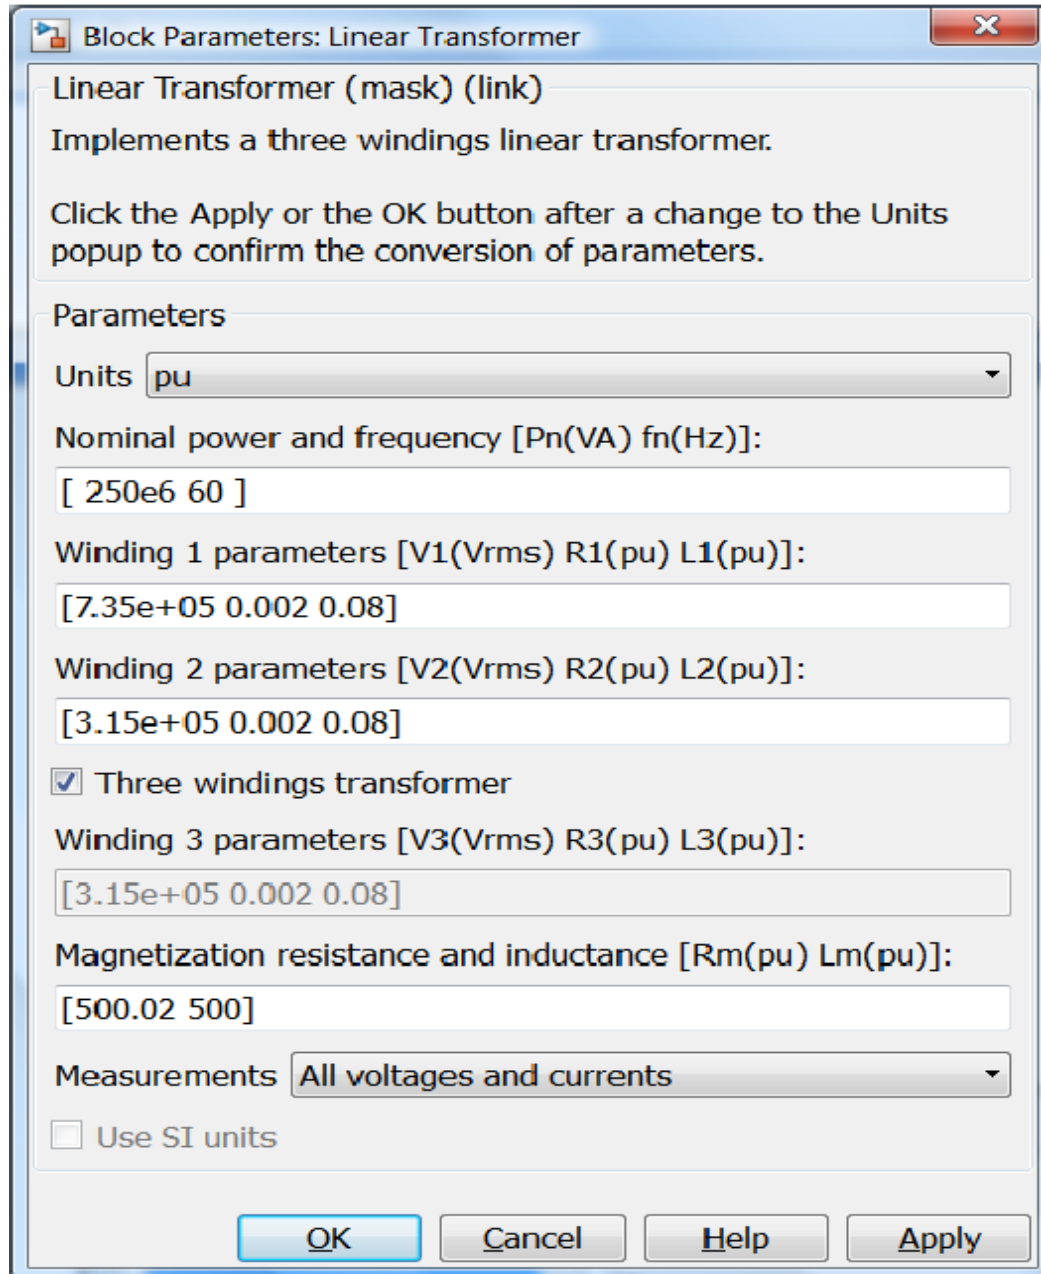 Block Parameters: Linear Transformer
Linear Transformer (mask) (link)
Implements a three windings linear transformer.
Click the Apply or the OK button after a change to the Units
popup to confirm the conversion of parameters.
Parameters
Units pu
Nominal power and frequency [Pn(VA) fn(Hz)]:
[ 250e6 60 ]
Winding 1 parameters [V1(Vrms) R1(pu) L1(pu)]:
[7.35e+05 0.002 0.08]
Winding 2 parameters [V2(Vrms) R2(pu) L2(pu)]:
[3.15e+05 0.002 0.08]
Three windings transformer
Winding 3 parameters [V3(Vrms) R3(pu) L3(pu)]:
[3.15e+05 0.002 0.08]
Magnetization resistance and inductance [Rm(pu) Lm(pu)]:
[500.02 500]
Measurements All voltages and currents
Use SI units
OK Cancel Help Apply